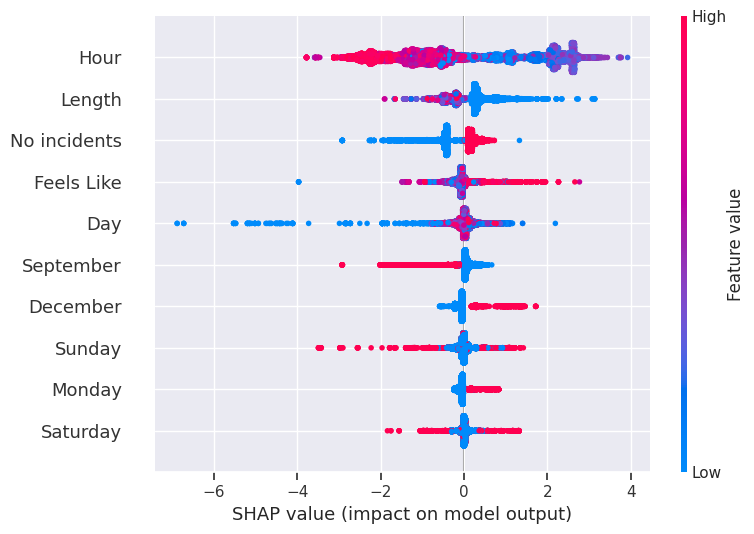 High
Hour
Length
No incidents
Feels Like
Day
September
December
Sunday
Monday
Saturday
Feature value
Low
−6 −4 −2 0 2 4
SHAP value (impact on model output)